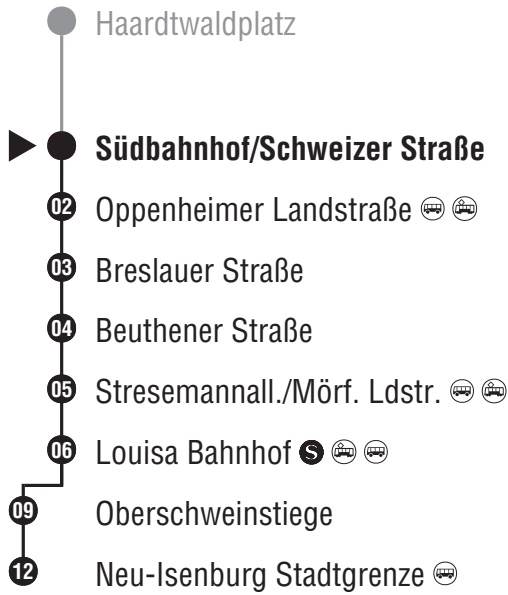 Haardtwaldplatz
Südbahnhof/Schweizer Straße
02 Oppenheimer Landstraße
03 Breslauer Straße
04 Beuthener Straße
05 Stresemannall./Mörf. Ldstr.
06 Louisa Bahnhof S
09 Oberschweinstiege
12 Neu-Isenburg Stadtgrenze